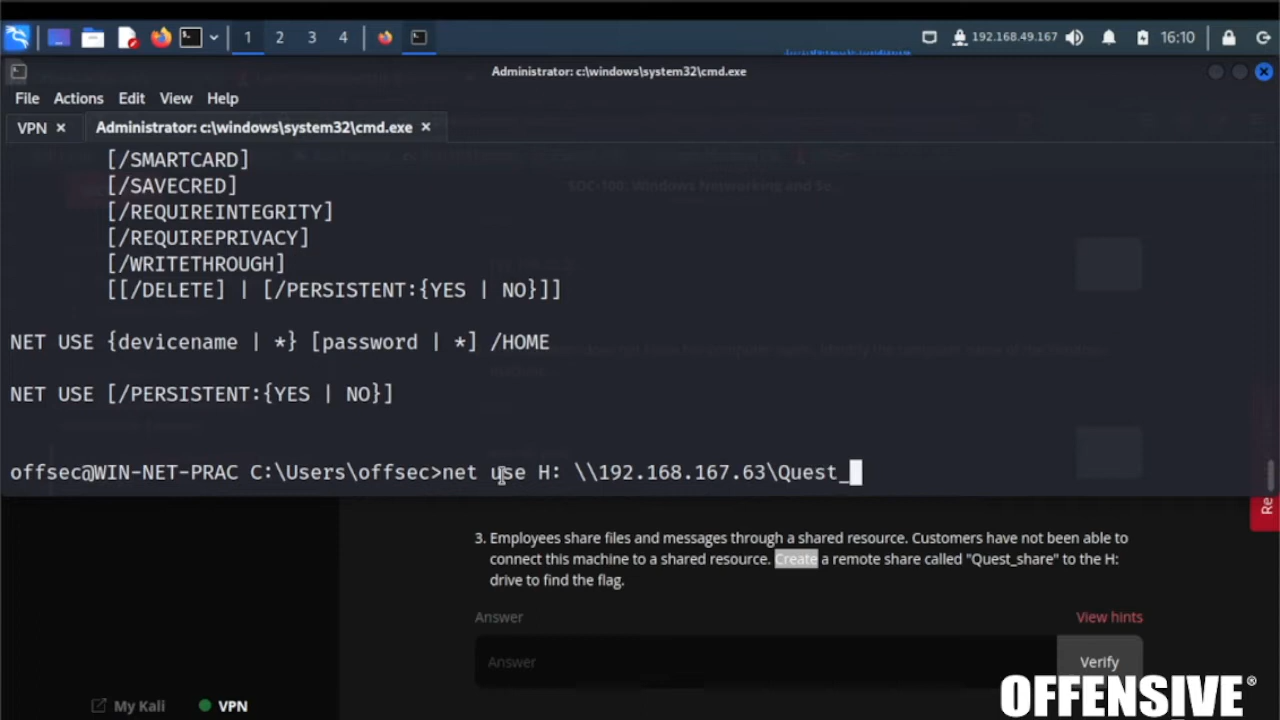 1 2 3 4 192.168.49.167 16:10
Administrator: c:\windows\system32\cmd.exe
File Actions Edit View Help
VPN × Administrator: c:\windows\system32\cmd.exe ×
[/SMARTCARD]
[/SAVECRED]
[/REQUIREINTEGRITY]
[/REQUIREPRIVACY]
[/WRITETHROUGH]
[[/DELETE] | [/PERSISTENT:{YES | NO}]]
NET USE {devicename | *} [password | *] /HOME
NET USE [/PERSISTENT:{YES | NO}]
offsec@WIN-NET-PRAC C:\Users\offsec>net use H: \\192.168.167.63\Quest_
3. Employees share files and messages through a shared resource. Customers have not been able to
connect this machine to a shared resource. Create a remote share called "Quest_share" to the H:
drive to find the flag.
Answer View hints
Answer Verify
My Kali VPN
OFFENSIVE®